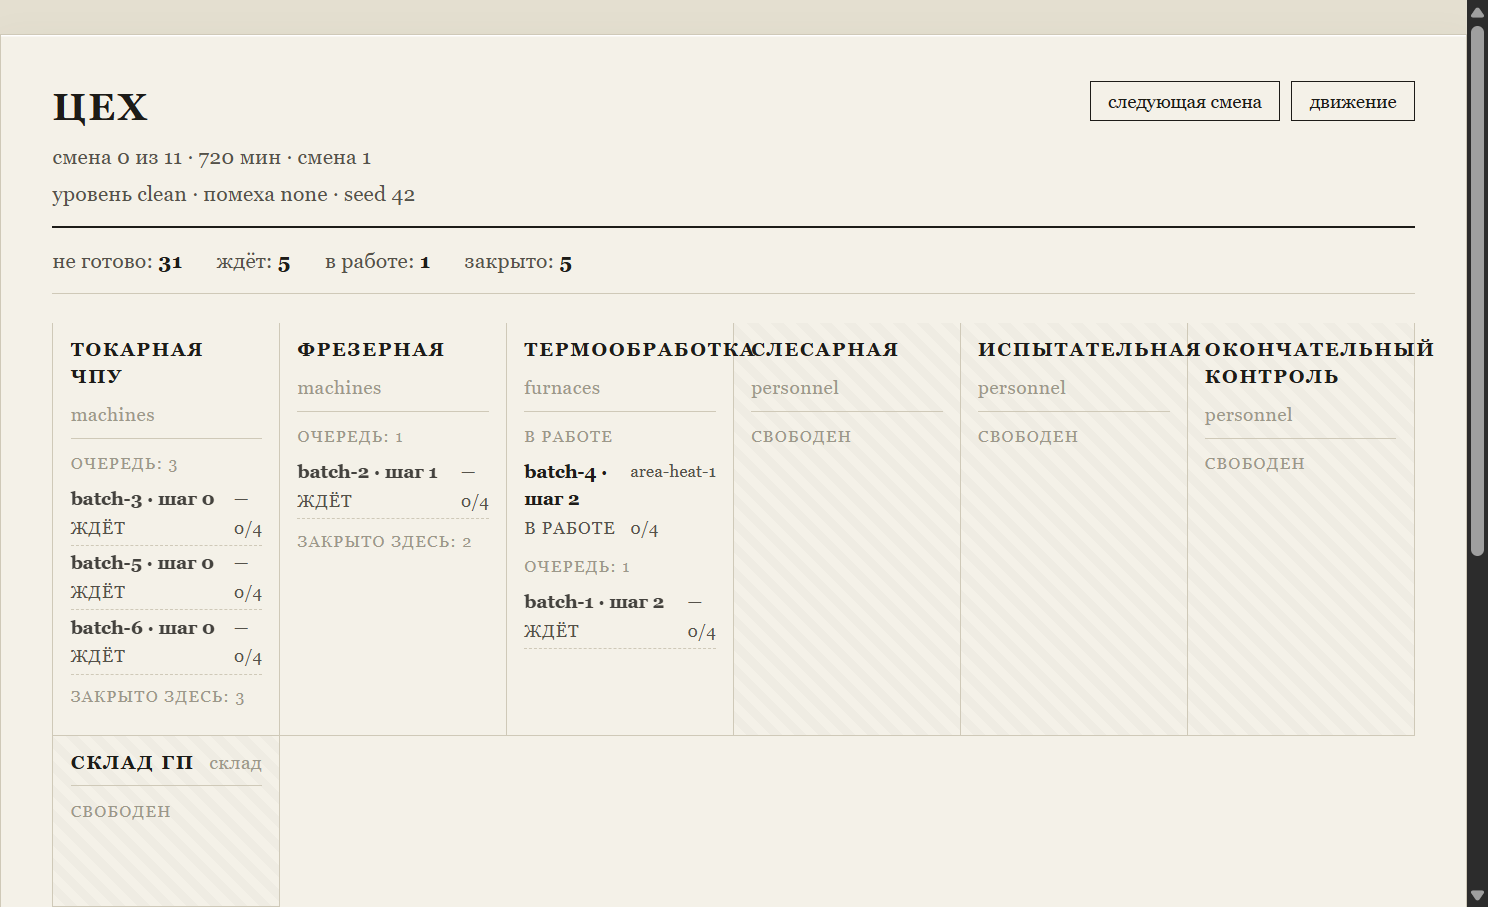 ЦЕХ
следующая смена
движение
смена 0 из 11 · 720 мин · смена 1
уровень clean · помеха none · seed 42
не готово: 31 ждёт: 5 в работе: 1 закрыто: 5
ТОКАРНАЯ
ЧПУ
machines
ОЧЕРЕДЬ: 3
batch-3 · шаг 0 —
ЖДЁТ 0/4
batch-5 · шаг 0 —
ЖДЁТ 0/4
batch-6 · шаг 0 —
ЖДЁТ 0/4
ЗАКРЫТО ЗДЕСЬ: 3
ФРЕЗЕРНАЯ
machines
ОЧЕРЕДЬ: 1
batch-2 · шаг 1 —
ЖДЁТ 0/4
ЗАКРЫТО ЗДЕСЬ: 2
ТЕРМООБРАБОТКА
furnaces
В РАБОТЕ
batch-4 · area-heat-1
шаг 2
В РАБОТЕ 0/4
ОЧЕРЕДЬ: 1
batch-1 · шаг 2 —
ЖДЁТ 0/4
СЛЕСАРНАЯ
personnel
СВОБОДЕН
ИСПЫТАТЕЛЬНАЯ
personnel
СВОБОДЕН
ОКОНЧАТЕЛЬНЫЙ
КОНТРОЛЬ
personnel
СВОБОДЕН
СКЛАД ГП склад
СВОБОДЕН